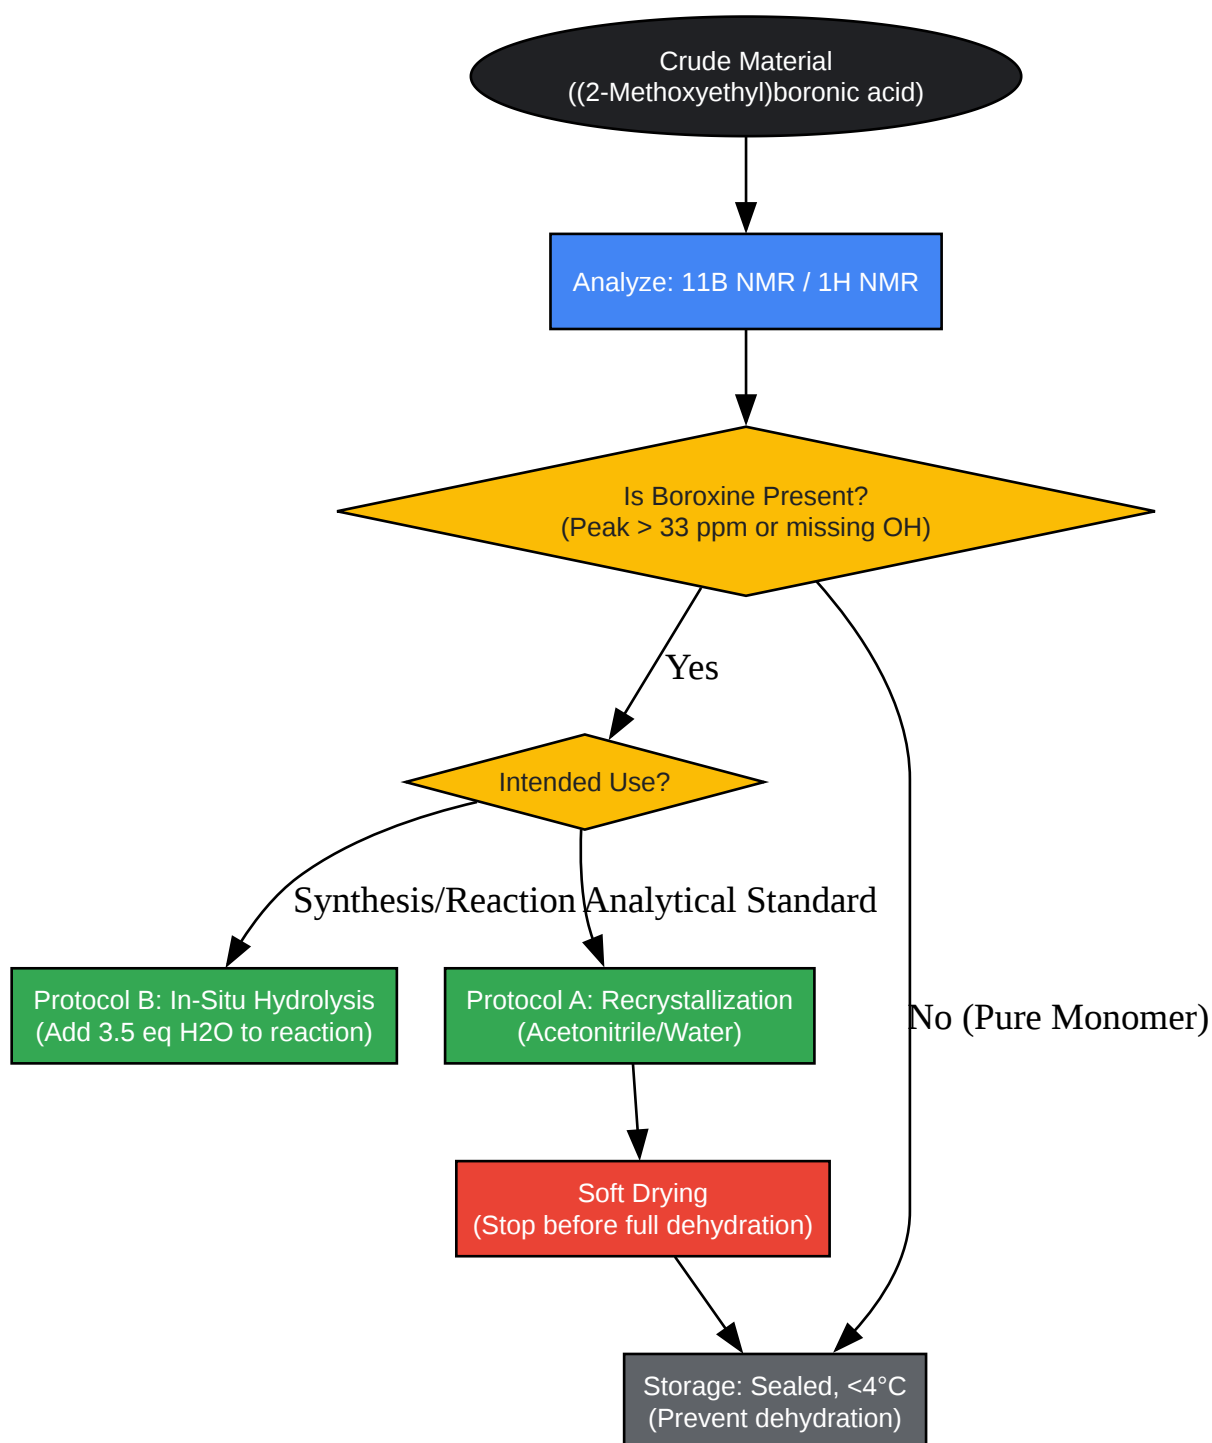 Crude Material
((2-Methoxyethyl)boronic acid)
Analyze: 11B NMR / 1H NMR
Is Boroxine Present?
(Peak > 33 ppm or missing OH)
Yes
Intended Use?
Synthesis/Reaction
Analytical Standard
Protocol B: In-Situ Hydrolysis
(Add 3.5 eq H2O to reaction)
Protocol A: Recrystallization
(Acetonitrile/Water)
No (Pure Monomer)
Soft Drying
(Stop before full dehydration)
Storage: Sealed, <4°C
(Prevent dehydration)